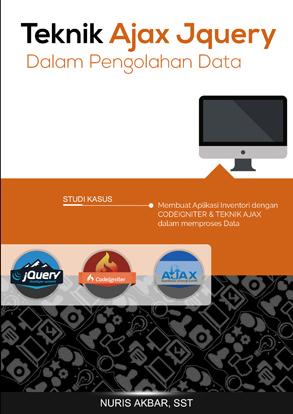 Teknik Ajax Jquery
Dalam Pengolahan Data
STUDI KASUS
Membuat Aplikasi Inventori dengan
CODEIGNITER & TEKNIK AJAX
dalam memproses Data
jQuery
CodeIgniter
AJAX
NURIS AKBAR, SST